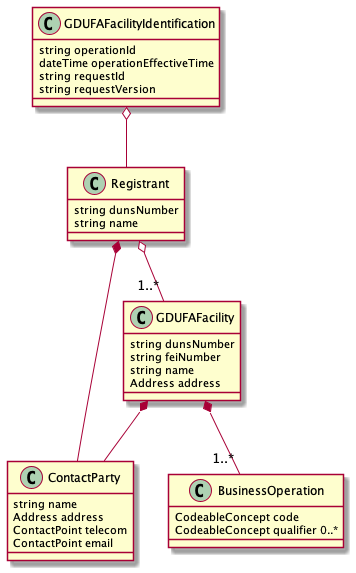 C GDUFAFacilityIdentification
string operationId
dateTime operationEffectiveTime
string requestId
string requestVersion
C Registrant
string dunsNumber
string name
1..*
C GDUFAFacility
string dunsNumber
string feiNumber
string name
Address address
1..*
C ContactParty
string name
Address address
ContactPoint telecom
ContactPoint email
C BusinessOperation
CodeableConcept code
CodeableConcept qualifier 0..*